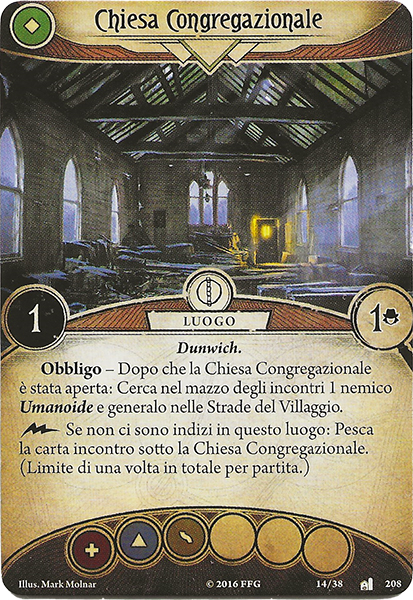 Chiesa Congregazionale
1
1
LUOGO
Dunwich.
Obbligo – Dopo che la Chiesa Congregazionale
è stata aperta: Cerca nel mazzo degli incontri 1 nemico
Umanoide e generalo nelle Strade del Villaggio.
Se non ci sono indizi in questo luogo: Pesca
la carta incontro sotto la Chiesa Congregazionale.
(Limite di una volta in totale per partita.)
Illus. Mark Molnar © 2016 FFG 14/38 208